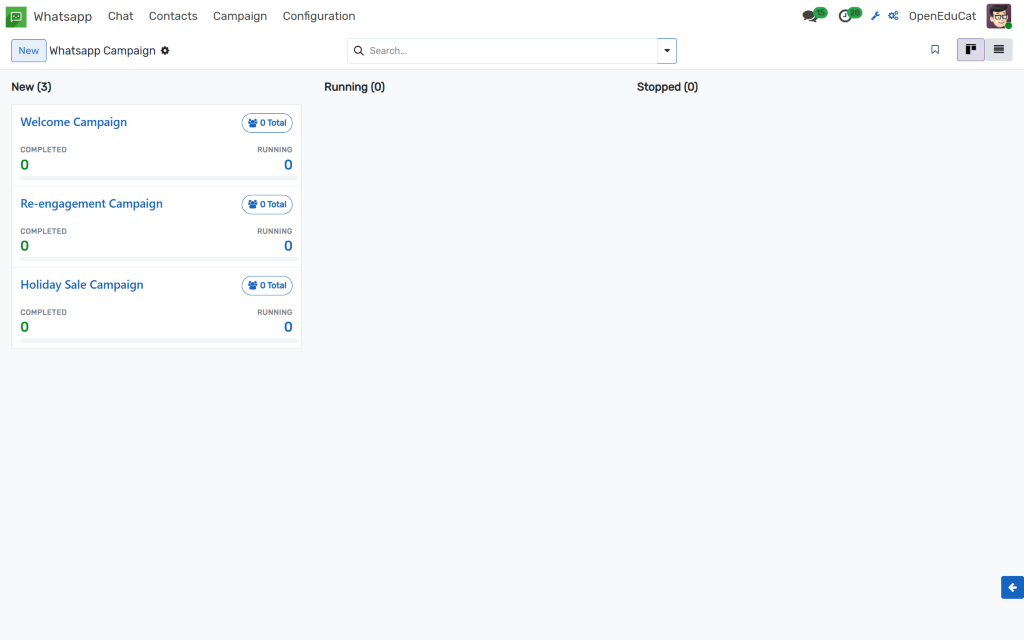 Whatsapp Chat Contacts Campaign Configuration 15 28 OpenEduCat
New Whatsapp Campaign Search...
New (3) Running (0) Stopped (0)
Welcome Campaign 0 Total
COMPLETED RUNNING
0 0
Re-engagement Campaign 0 Total
COMPLETED RUNNING
0 0
Holiday Sale Campaign 0 Total
COMPLETED RUNNING
0 0